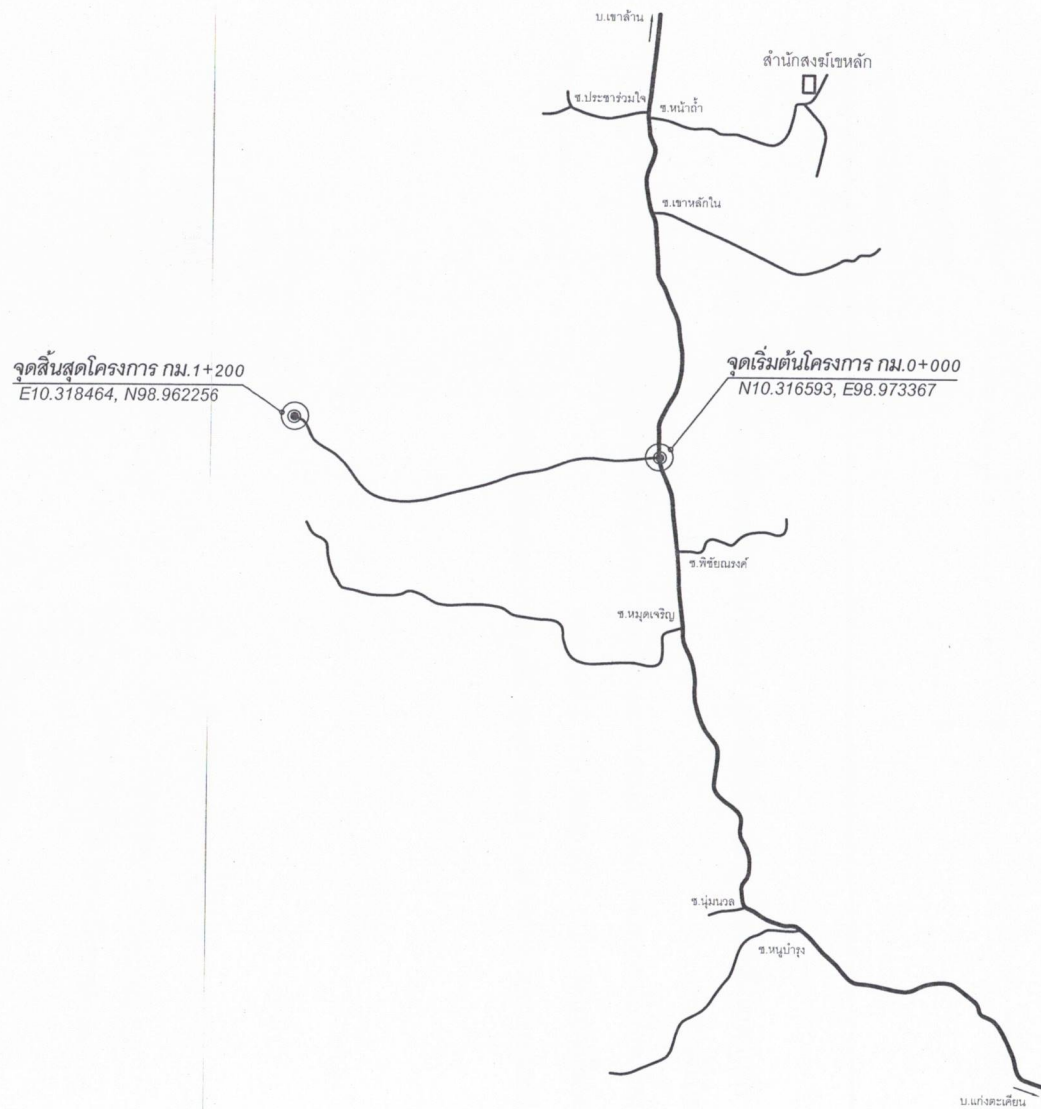 บ.เขาล้าน
สำนักสงฆ์เขหลัก
ซ.ประชาร่วมใจ
ซ.หน้าถ้ำ
ซ.เขาหลักใน
จุดสิ้นสุดโครงการ กม.1+200
E10.318464, N98.962256
จุดเริ่มต้นโครงการ กม.0+000
N10.316593, E98.973367
ซ.พิชัยณรงค์
ซ.หมุดเจริญ
ซ.นุ่มนวล
ซ.หนูบำรุง
บ.แก่งตะเคียน